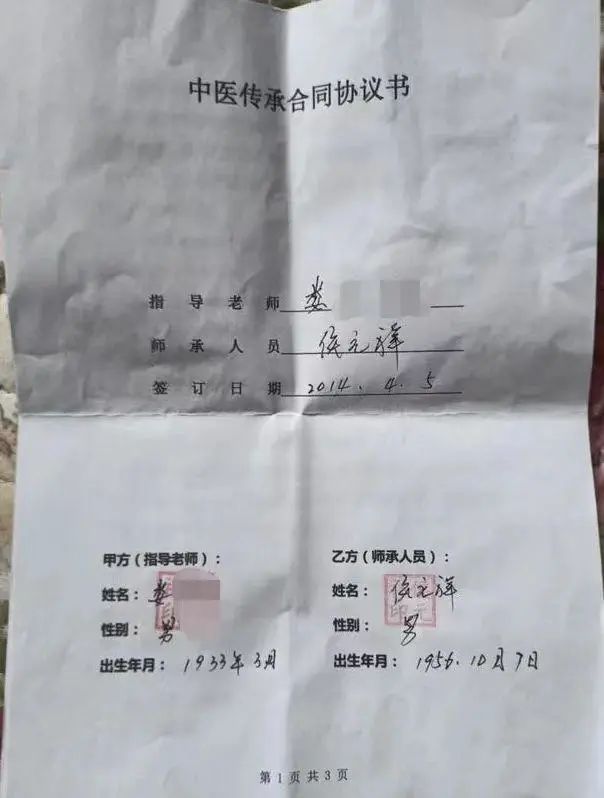 中医传承合同协议书
指导老师 娄
师承人员 侯元祥
签订日期 2014.4.5
甲方（指导老师）：
姓名：娄
性别：男
出生年月：1933年3月
乙方（师承人员）：
姓名：侯元祥
性别：男
出生年月：1956.10月7日
第1页共3页